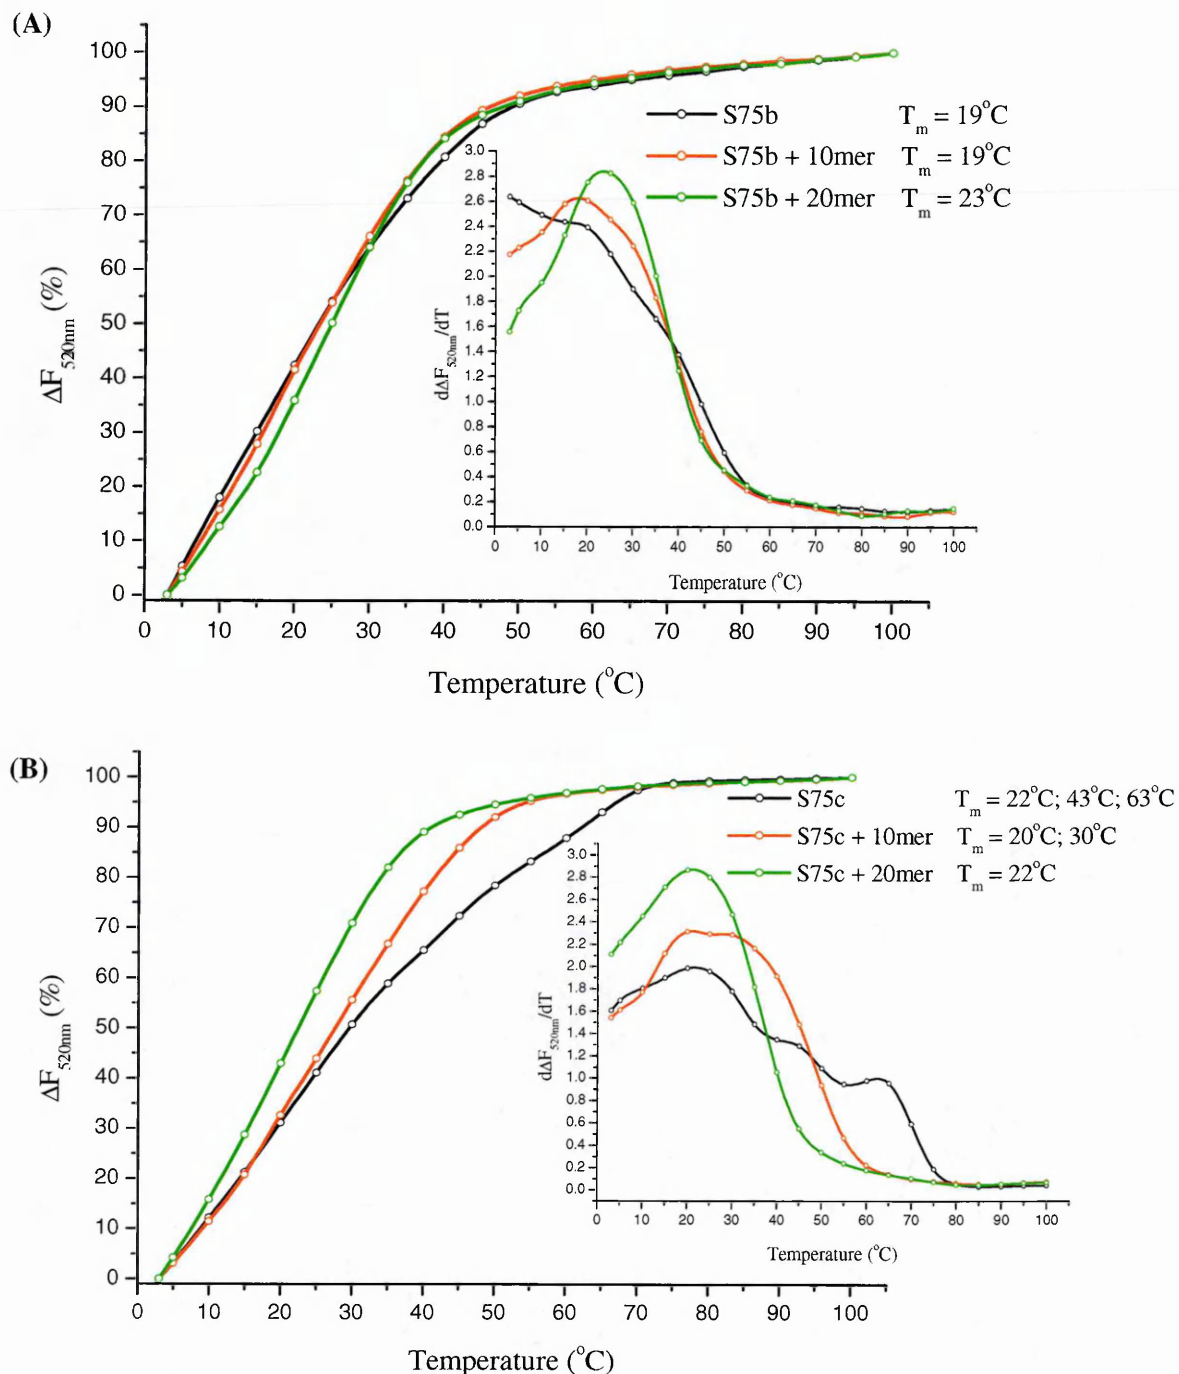 (A)
100
90
80
70
60
50
40
30
20
10
0
ΔF520nm (%)
0 10 20 30 40 50 60 70 80 90 100
Temperature (°C)
S75b Tm = 19°C
S75b + 10mer Tm = 19°C
S75b + 20mer Tm = 23°C
3.0
2.8
2.6
2.4
2.2
2.0
1.8
1.6
1.4
1.2
1.0
0.8
0.6
0.4
0.2
0.0
dΔF520nm/dT
0 10 20 30 40 50 60 70 80 90 100
Temperature (°C)
(B)
100
90
80
70
60
50
40
30
20
10
0
ΔF520nm (%)
0 10 20 30 40 50 60 70 80 90 100
Temperature (°C)
S75c Tm = 22°C; 43°C; 63°C
S75c + 10mer Tm = 20°C; 30°C
S75c + 20mer Tm = 22°C
3.0
2.8
2.6
2.4
2.2
2.0
1.8
1.6
1.4
1.2
1.0
0.8
0.6
0.4
0.2
0.0
dΔF520nm/dT
0 10 20 30 40 50 60 70 80 90 100
Temperature (°C)